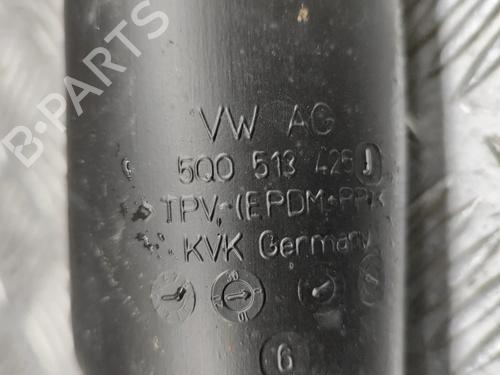 B-PARTS
VW AG
5Q0 513 425 J
>TPV-(EPDM+PP)<
KVK Germany
6